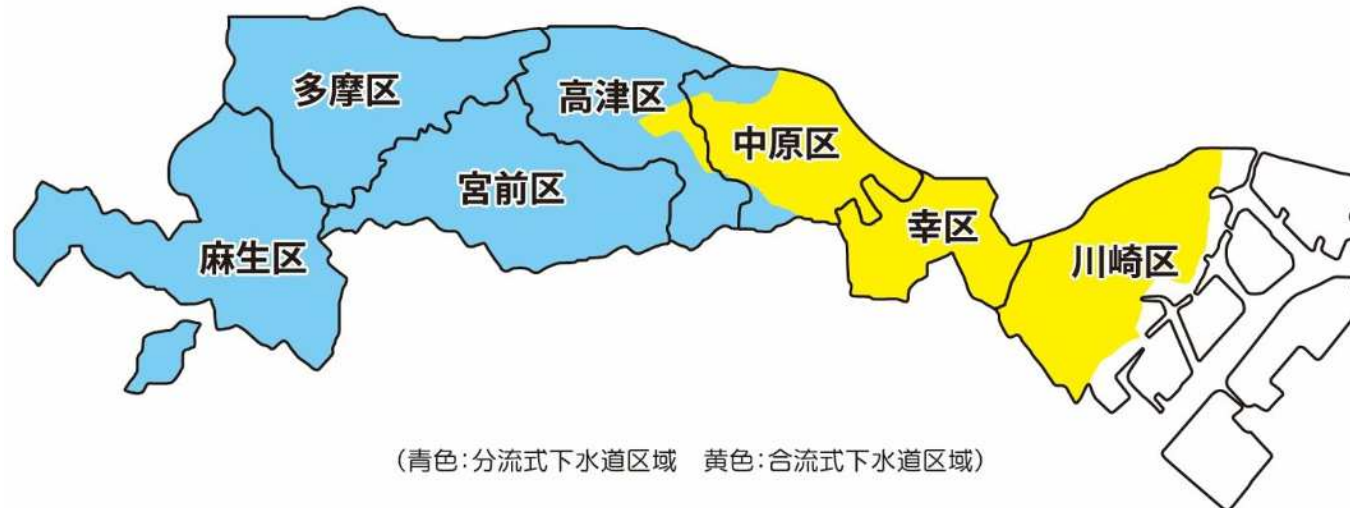 多摩区
高津区
中原区
宮前区
幸区
麻生区
川崎区
(青色:分流式下水道区域　黄色:合流式下水道区域)